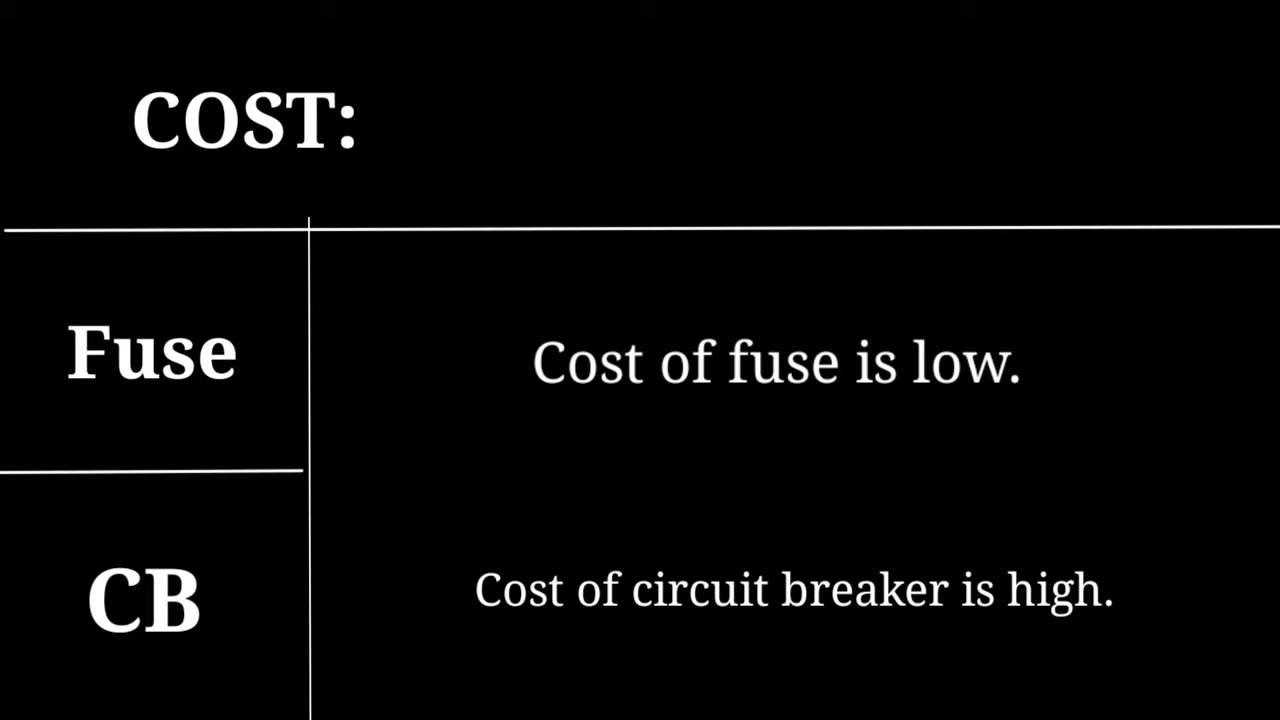 COST:
Fuse
Cost of fuse is low.
CB
Cost of circuit breaker is high.